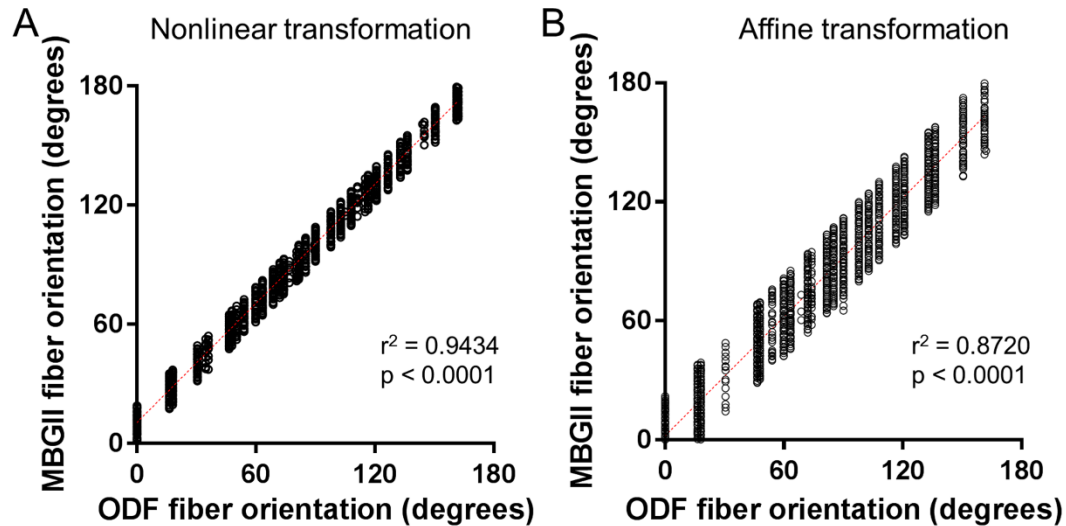 A
Nonlinear transformation
MBGII fiber orientation (degrees)
180
120
60
0
r² = 0.9434
p < 0.0001
0 60 120 180
ODF fiber orientation (degrees)
B
Affine transformation
MBGII fiber orientation (degrees)
180
120
60
0
r² = 0.8720
p < 0.0001
0 60 120 180
ODF fiber orientation (degrees)